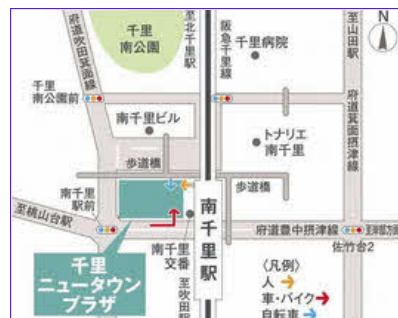 府道吹田箕面線
千里
南公園
至北千里駅
阪急千里線
千里病院
至山田駅
N
府道箕面摂津線
千里
南公園前
南千里ビル
トナリエ
南千里
歩道橋
歩道橋
南千里
駅前
至桃山台駅
南千里
交番
南千里駅
至吹田駅
府道豊中摂津線
佐竹台2
千里
ニュータウン
プラザ
〈凡例〉
人
車・バイク
自転車